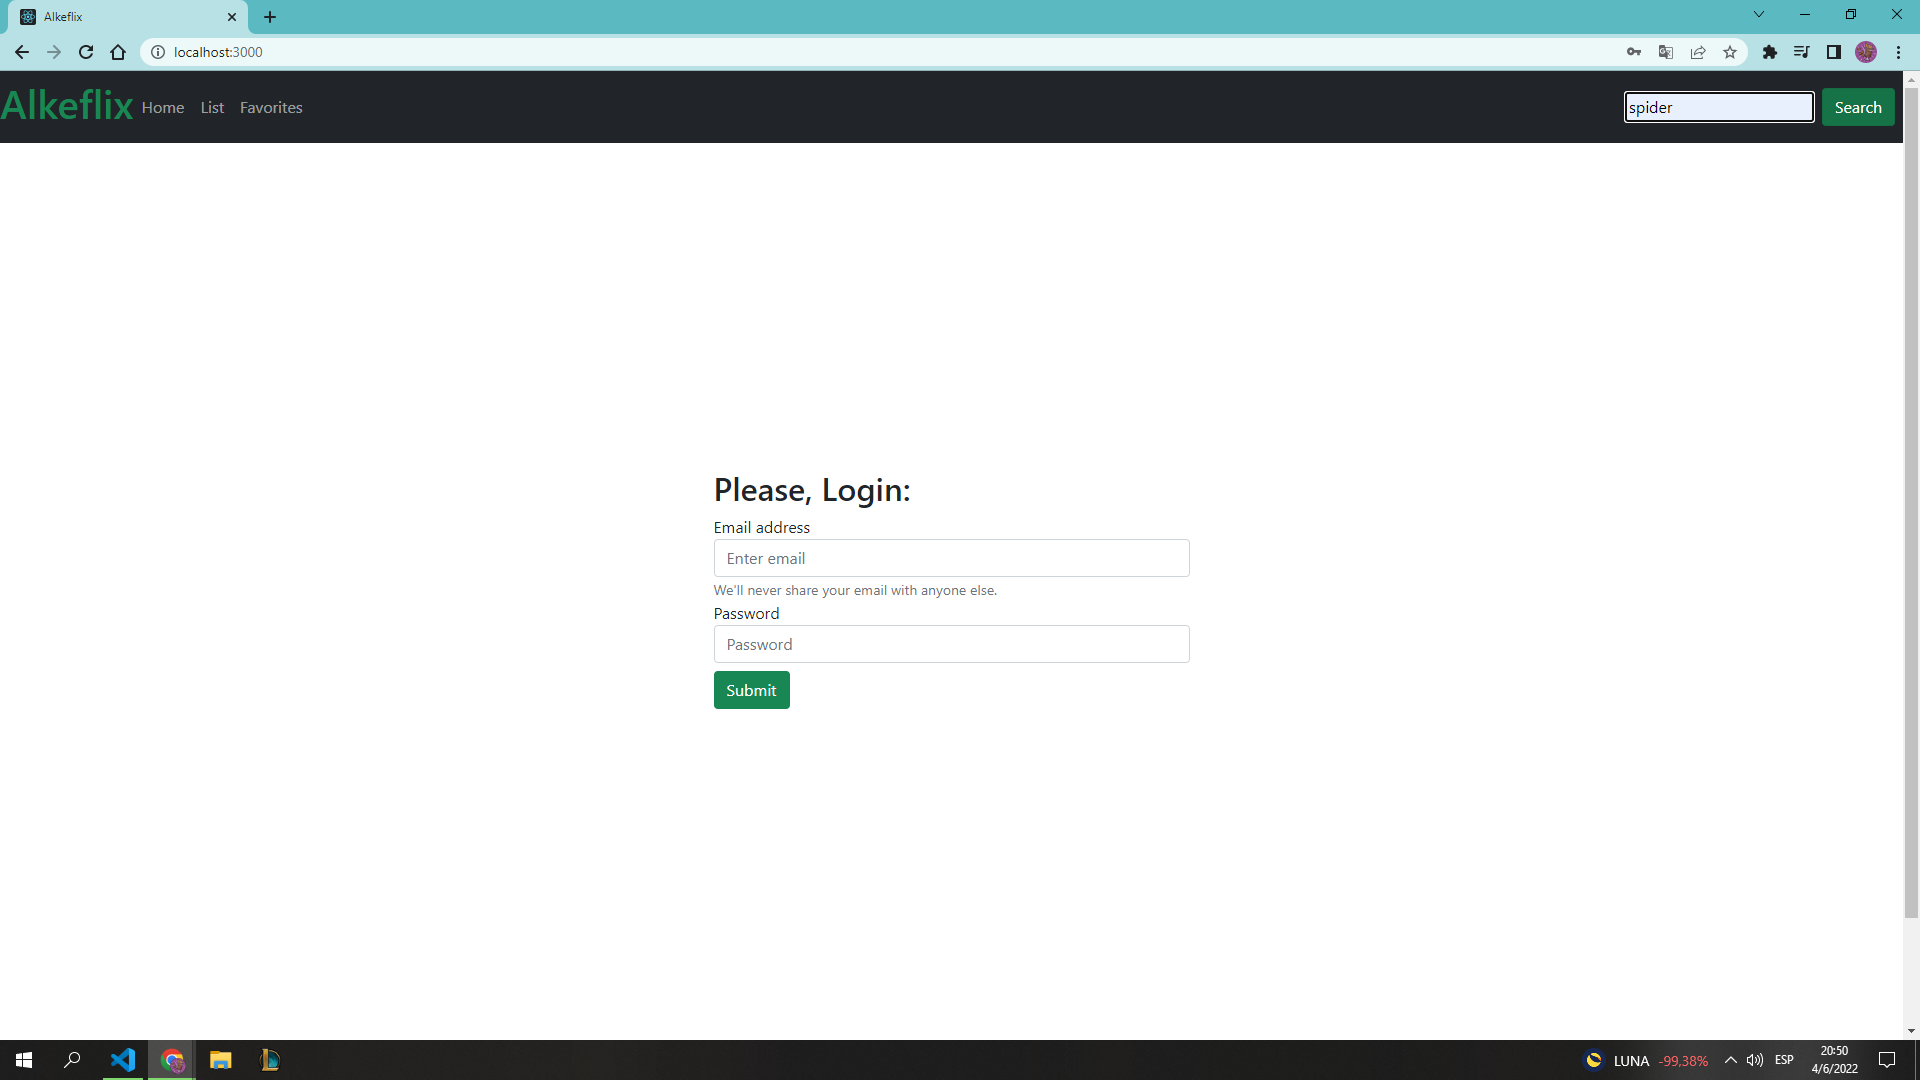 Alkeflix
localhost:3000
Alkeflix Home List Favorites spider Search
Please, Login:
Email address
Enter email
We'll never share your email with anyone else.
Password
Password
Submit
LUNA -99,38% ESP 20:50
4/6/2022